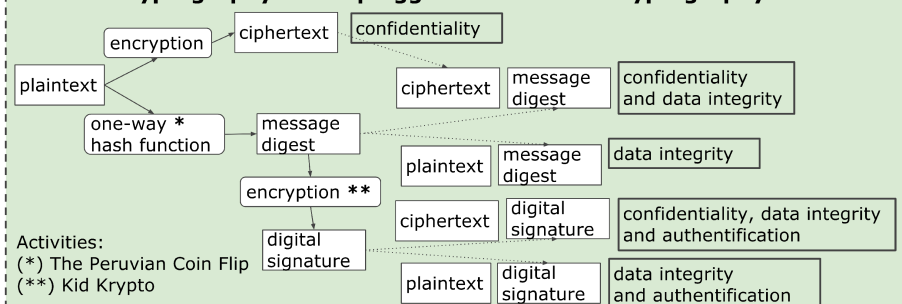 encryption
ciphertext
confidentiality
plaintext
ciphertext
message
digest
confidentiality
and data integrity
one-way *
hash function
message
digest
plaintext
message
digest
data integrity
encryption **
ciphertext
digital
signature
confidentiality, data integrity
and authentification
digital
signature
plaintext
digital
signature
data integrity
and authentification
Activities:
(*) The Peruvian Coin Flip
(**) Kid Krypto